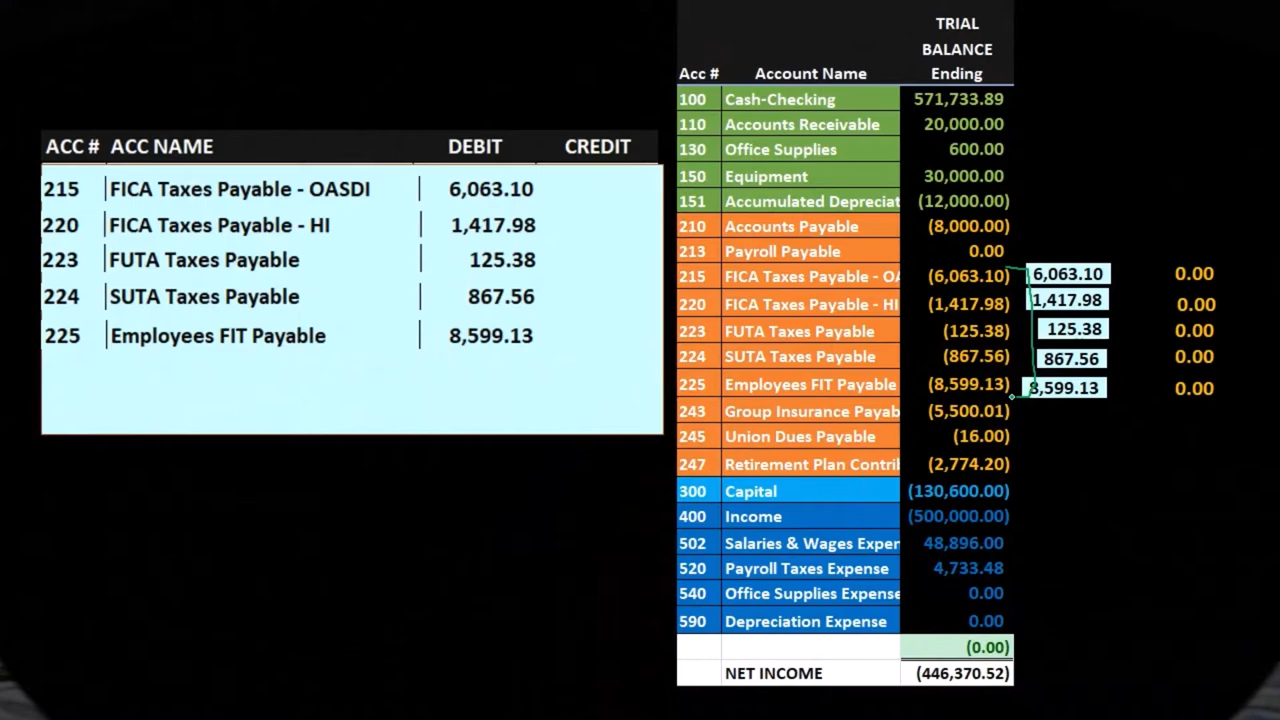 ACC # ACC NAME DEBIT CREDIT
215 FICA Taxes Payable - OASDI 6,063.10
220 FICA Taxes Payable - HI 1,417.98
223 FUTA Taxes Payable 125.38
224 SUTA Taxes Payable 867.56
225 Employees FIT Payable 8,599.13
TRIAL
BALANCE
Acc # Account Name Ending
100 Cash-Checking 571,733.89
110 Accounts Receivable 20,000.00
130 Office Supplies 600.00
150 Equipment 30,000.00
151 Accumulated Depreciat (12,000.00)
210 Accounts Payable (8,000.00)
213 Payroll Payable 0.00
215 FICA Taxes Payable - OA (6,063.10) 6,063.10 0.00
220 FICA Taxes Payable - HI (1,417.98) 1,417.98 0.00
223 FUTA Taxes Payable (125.38) 125.38 0.00
224 SUTA Taxes Payable (867.56) 867.56 0.00
225 Employees FIT Payable (8,599.13) 8,599.13 0.00
243 Group Insurance Payab (5,500.01)
245 Union Dues Payable (16.00)
247 Retirement Plan Contri (2,774.20)
300 Capital (130,600.00)
400 Income (500,000.00)
502 Salaries & Wages Expen 48,896.00
520 Payroll Taxes Expense 4,733.48
540 Office Supplies Expense 0.00
590 Depreciation Expense 0.00
(0.00)
NET INCOME (446,370.52)